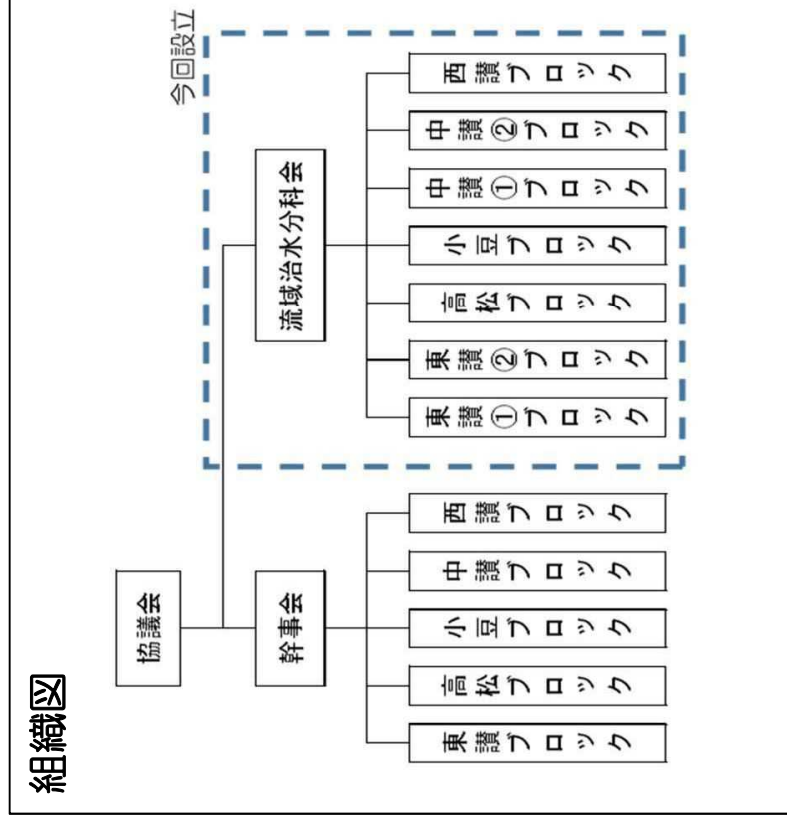 組織図
協議会
今回設立
幹事会
流域治水分科会
東讃ブロック
高松ブロック
小豆ブロック
中讃ブロック
西讃ブロック
東讃①ブロック
東讃②ブロック
高松ブロック
小豆ブロック
中讃①ブロック
中讃②ブロック
西讃ブロック